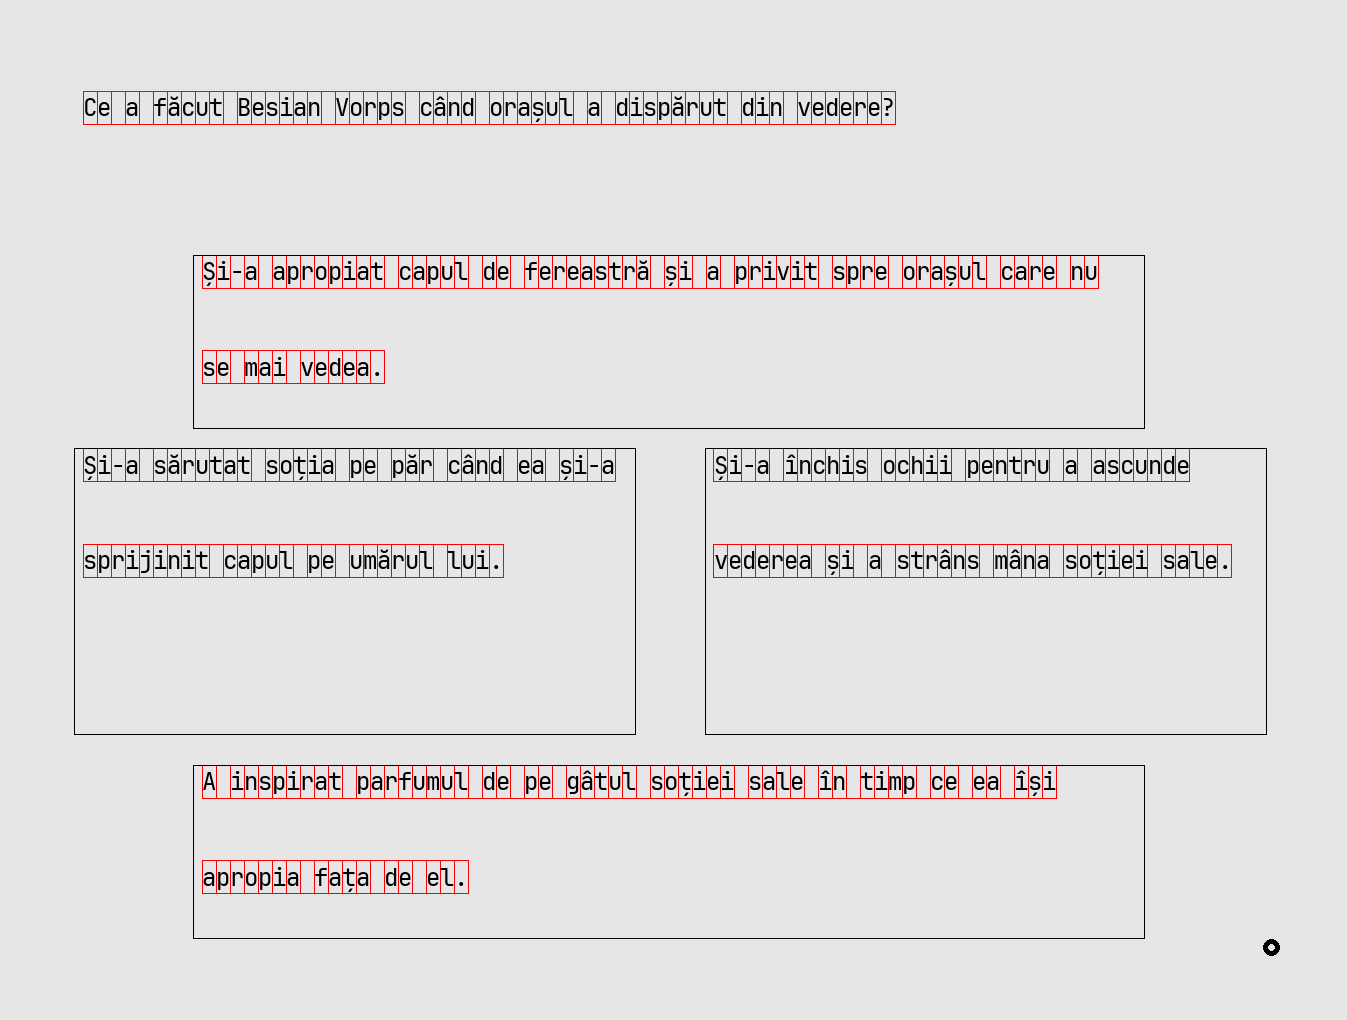 Ce a făcut Besian Vorps când orașul a dispărut din vedere?
Și-a apropiat capul de fereastră și a privit spre orașul care nu
se mai vedea.
Și-a sărutat soția pe păr când ea și-a
sprijinit capul pe umărul lui.
Și-a închis ochii pentru a ascunde
vederea și a strâns mâna soției sale.
A inspirat parfumul de pe gâtul soției sale în timp ce ea își
apropia fața de el.